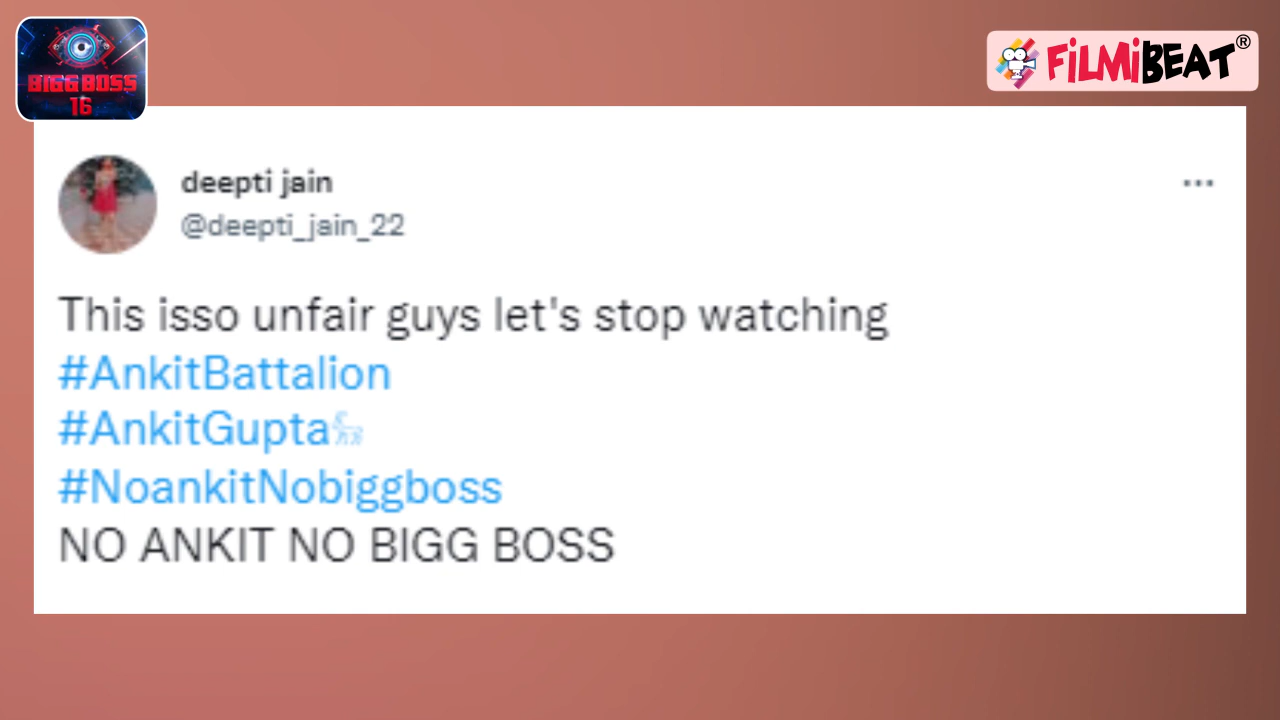 BIGG BOSS
16
FiLMiBEAT®
deepti jain
@deepti_jain_22
This isso unfair guys let's stop watching
#AnkitBattalion
#AnkitGupta
#NoankitNobiggboss
NO ANKIT NO BIGG BOSS